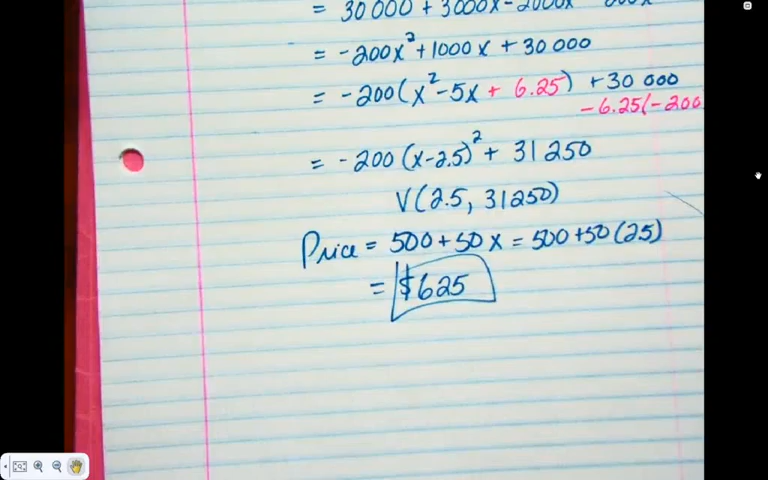 = 30 000 + 3000x - 2000x
= -200x² + 1000x + 30 000
= -200(x² - 5x + 6.25) + 30 000
-6.25(-200
= -200(x-2.5)² + 31 250
V(2.5, 31250)
Price = 500 + 50x = 500 + 50(2.5)
= $625